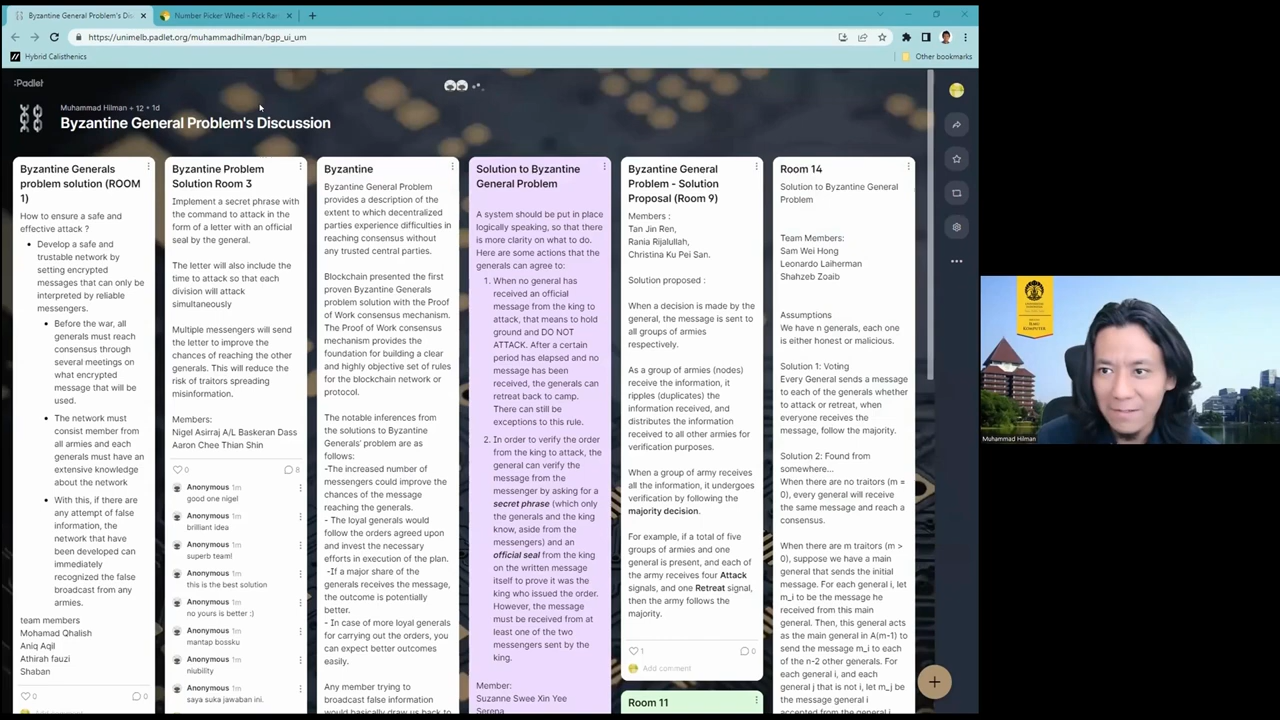 Byzantine General Problem's Dis
Number Picker Wheel - Pick Ran
https://unimelb.padlet.org/muhammadhilman/bgp_ui_um
Hybrid Calisthenics
Other bookmarks
:Padlet
Muhammad Hilman + 12 • 1d
Byzantine General Problem's Discussion
Byzantine Generals
problem solution (ROOM
1)
How to ensure a safe and
effective attack ?
Develop a safe and
trustable network by
setting encrypted
messages that can only be
interpreted by reliable
messengers.
Before the war, all
generals must reach
consensus through
several meetings on
what encrypted
message that will be
used.
The network must
consist member from
all armies and each
generals must have an
extensive knowledge
about the network
With this, if there are
any attempt of false
information, the
network that have
been developed can
immediately
recognized the false
broadcast from any
armies.
team members
Mohamad Qhalish
Aniq Aqil
Athirah fauzi
Shaban
0
0
Byzantine Problem
Solution Room 3
Implement a secret phrase with
the command to attack in the
form of a letter with an official
seal by the general.
The letter will also include the
time to attack so that each
division will attack
simultaneously
Multiple messengers will send
the letter to improve the
chances of reaching the other
generals. This will reduce the
risk of traitors spreading
misinformation.
Members:
Nigel Asirraj A/L Baskeran Dass
Aaron Chee Thian Shin
0
8
Anonymous 1m
good one nigel
Anonymous 1m
brilliant idea
Anonymous 1m
superb team!
Anonymous 1m
this is the best solution
Anonymous 1m
no yours is better :)
Anonymous 1m
mantap bossku
Anonymous 1m
niubility
Anonymous 1m
saya suka jawaban ini.
Byzantine
Byzantine General Problem
provides a description of the
extent to which decentralized
parties experience difficulties in
reaching consensus without
any trusted central parties.
Blockchain presented the first
proven Byzantine Generals
problem solution with the Proof
of Work consensus mechanism.
The Proof of Work consensus
mechanism provides the
foundation for building a clear
and highly objective set of rules
for the blockchain network or
protocol.
The notable inferences from
the solutions to Byzantine
Generals' problem are as
follows:
-The increased number of
messengers could improve the
chances of the message
reaching the generals.
- The loyal generals would
follow the orders agreed upon
and invest the necessary
efforts in execution of the plan.
-If a major share of the
generals receives the message,
the outcome is potentially
better.
- In case of more loyal generals
for carrying out the orders, you
can expect better outcomes
easily.
Any member trying to
broadcast false information
would basically draw us back to
Solution to Byzantine
General Problem
A system should be put in place
logically speaking, so that there
is more clarity on what to do.
Here are some actions that the
generals can agree to:
1. When no general has
received an official
message from the king to
attack, that means to hold
ground and DO NOT
ATTACK. After a certain
period has elapsed and no
message has been
received, the generals can
retreat back to camp.
There can still be
exceptions to this rule.
2. In order to verify the order
from the king to attack, the
general can verify the
message from the
messenger by asking for a
secret phrase (which only
the generals and the king
know, aside from the
messengers) and an
official seal from the king
on the written message
itself to prove it was the
king who issued the order.
However, the message
must be received from at
least one of the two
messengers sent by the
king.
Member:
Suzanne Swee Xin Yee
Serena
Byzantine General
Problem - Solution
Proposal (Room 9)
Members :
Tan Jin Ren,
Rania Rijalullah,
Christina Ku Pei San.
Solution proposed :
When a decision is made by the
general, the message is sent to
all groups of armies
respectively.
As a group of armies (nodes)
receive the information, it
ripples (duplicates) the
information received, and
distributes the information
received to all other armies for
verification purposes.
When a group of army receives
all the information, it undergoes
verification by following the
majority decision.
For example, if a total of five
groups of armies and one
general is present, and each of
the army receives four Attack
signals, and one Retreat signal,
then the army follows the
majority.
1
0
Add comment
Room 11
Room 14
Solution to Byzantine General
Problem
Team Members:
Sam Wei Hong
Leonardo Laiherman
Shahzeb Zoaib
Assumptions
We have n generals, each one
is either honest or malicious.
Solution 1: Voting
Every General sends a message
to each of the generals whether
to attack or retreat, when
everyone receives the
message, follow the majority.
Solution 2: Found from
somewhere...
When there are no traitors (m =
0), every general will receive
the same message and reach a
consensus.
When there are m traitors (m >
0), suppose we have a main
general that sends the initial
message. For each general i, let
m_i to be the message he
received from this main
general. Then, this general acts
as the main general in A(m-1) to
send the message m_i to each
of the n-2 other generals. For
each general i, and each
general j that is not i, let m_j be
the message general i
Muhammad Hilman